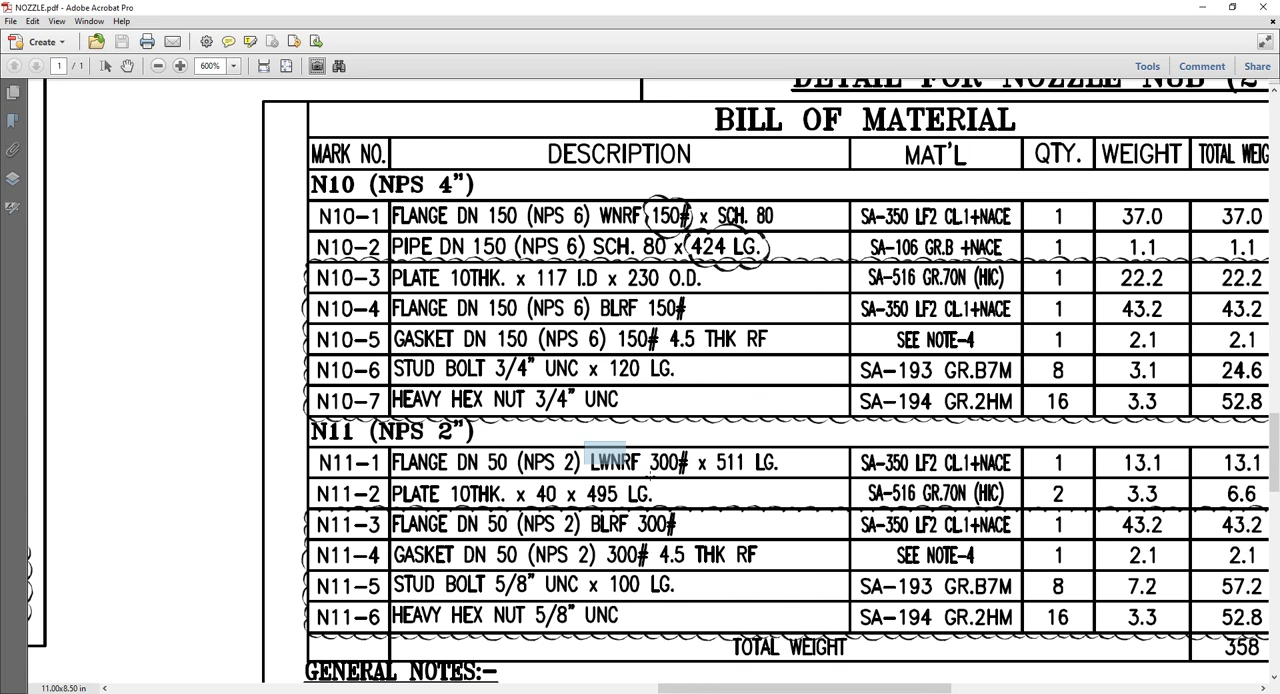 NOZZLE.pdf - Adobe Acrobat Pro
File Edit View Window Help
Create
1 / 1 600% Tools Comment Share
DETAIL FOR NOZZLE N0B (2
BILL OF MATERIAL
MARK NO. DESCRIPTION MAT'L QTY. WEIGHT TOTAL WEIG
N10 (NPS 4")
N10-1 FLANGE DN 150 (NPS 6) WNRF 150# x SCH. 80 SA-350 LF2 CL.1+NACE 1 37.0 37.0
N10-2 PIPE DN 150 (NPS 6) SCH. 80 x 424 LG. SA-106 GR.B +NACE 1 1.1 1.1
N10-3 PLATE 10THK. x 117 I.D x 230 O.D. SA-516 GR.70N (HIC) 1 22.2 22.2
N10-4 FLANGE DN 150 (NPS 6) BLRF 150# SA-350 LF2 CL.1+NACE 1 43.2 43.2
N10-5 GASKET DN 150 (NPS 6) 150# 4.5 THK RF SEE NOTE-4 1 2.1 2.1
N10-6 STUD BOLT 3/4" UNC x 120 LG. SA-193 GR.B7M 8 3.1 24.6
N10-7 HEAVY HEX NUT 3/4" UNC SA-194 GR.2HM 16 3.3 52.8
N11 (NPS 2")
N11-1 FLANGE DN 50 (NPS 2) LWNRF 300# x 511 LG. SA-350 LF2 CL.1+NACE 1 13.1 13.1
N11-2 PLATE 10THK. x 40 x 495 LG. SA-516 GR.70N (HIC) 2 3.3 6.6
N11-3 FLANGE DN 50 (NPS 2) BLRF 300# SA-350 LF2 CL.1+NACE 1 43.2 43.2
N11-4 GASKET DN 50 (NPS 2) 300# 4.5 THK RF SEE NOTE-4 1 2.1 2.1
N11-5 STUD BOLT 5/8" UNC x 100 LG. SA-193 GR.B7M 8 7.2 57.2
N11-6 HEAVY HEX NUT 5/8" UNC SA-194 GR.2HM 16 3.3 52.8
TOTAL WEIGHT 358
GENERAL NOTES:-
11.00x8.50 in